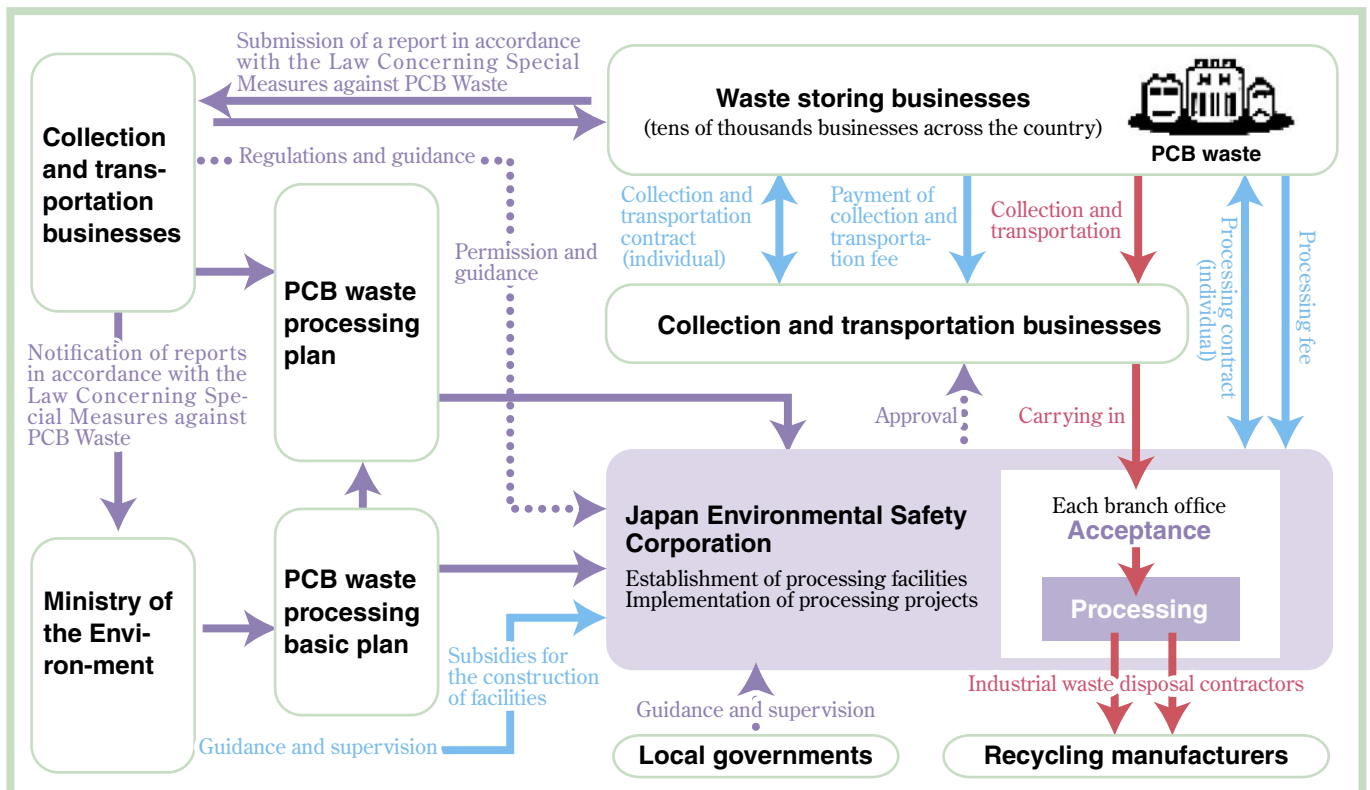 Submission of a report in accordance
with the Law Concerning Special
Measures against PCB Waste
Collection
and trans-
portation
businesses
Waste storing businesses
(tens of thousands businesses across the country)
PCB waste
Regulations and guidance
Permission and
guidance
Collection and
transportation
contract
(individual)
Payment of
collection and
transporta-
tion fee
Collection and
transportation
Processing contract
(individual)
Processing fee
PCB waste
processing
plan
Collection and transportation businesses
Notification of reports
in accordance with the
Law Concerning Spe-
cial Measures against
PCB Waste
Approval
Carrying in
Japan Environmental Safety
Corporation
Establishment of processing facilities
Implementation of processing projects
Each branch office
Acceptance
Processing
Ministry of
the Envi-
ron-ment
PCB waste
processing
basic plan
Subsidies for
the construction
of facilities
Guidance and supervision
Guidance and supervision
Industrial waste disposal contractors
Local governments
Recycling manufacturers